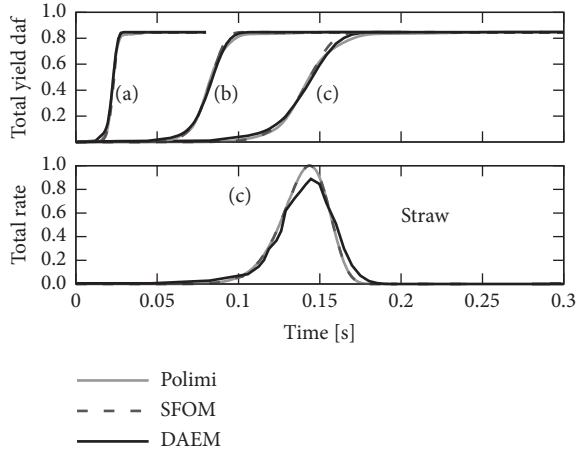 Total yield daf
1.0
0.8
0.6
0.4
0.2
(a)
(b)
(c)
Total rate
1.0
0.8
0.6
0.4
0.2
0.0
(c)
Straw
0 0.05 0.1 0.15 0.2 0.25 0.3
Time [s]
Polimi
SFOM
DAEM